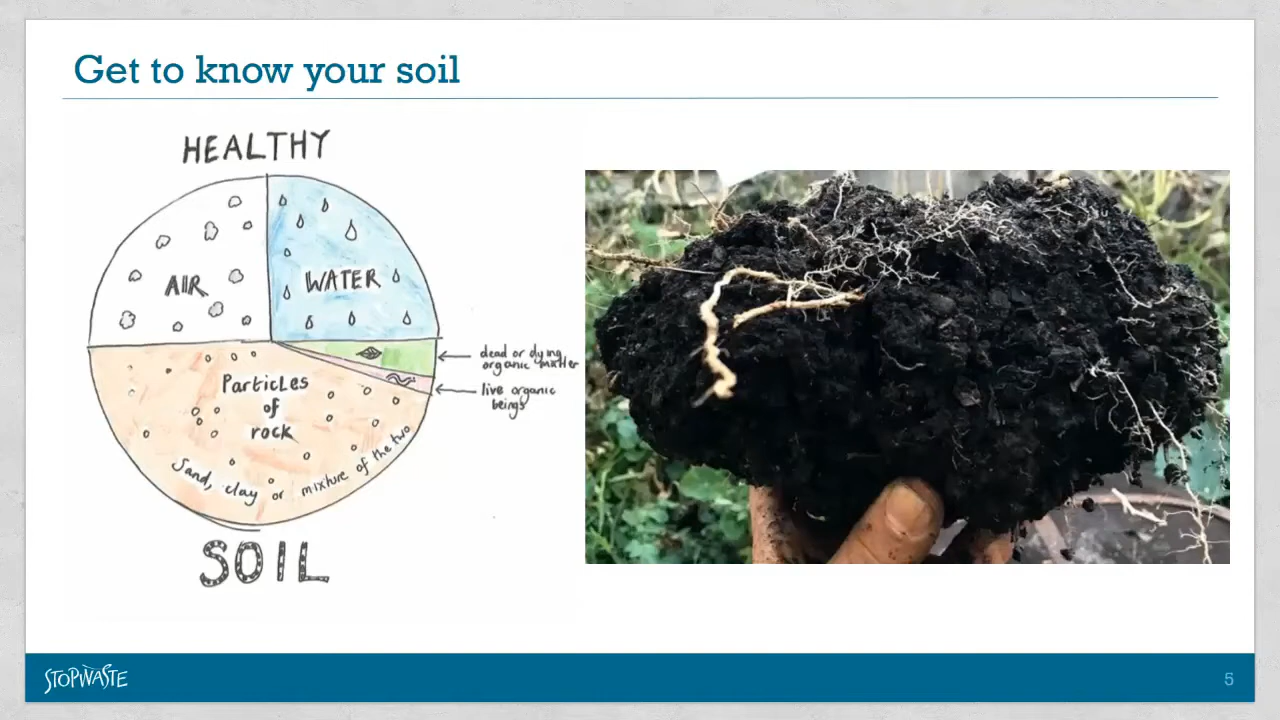 Get to know your soil
HEALTHY
AIR
WATER
dead or dying
organic matter
live organic
beings
Particles
of
rock
Sand, clay or mixture of the two
SOIL
STOPWASTE
5